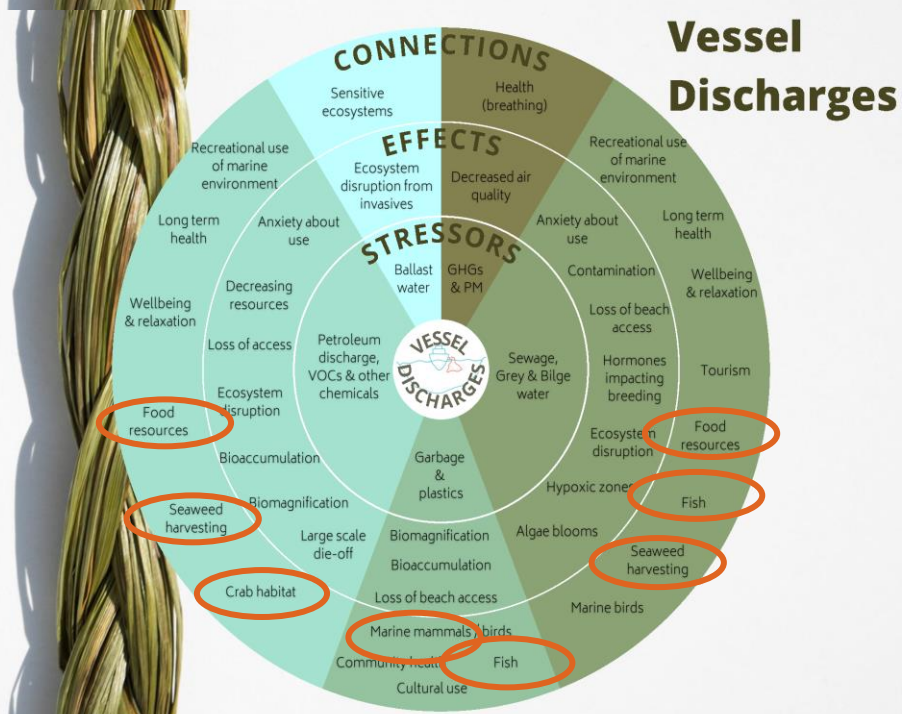 Vessel
Discharges
CONNECTIONS
Sensitive
ecosystems
Health
(breathing)
EFFECTS
Ecosystem
disruption from
invasives
Decreased air
quality
STRESSORS
Ballast
water
GHGs
& PM
VESSEL
DISCHARGES
Recreational use
of marine
environment
Long term
health
Wellbeing
& relaxation
Food
resources
Seaweed
harvesting
Crab habitat
Anxiety about
use
Decreasing
resources
Loss of access
Ecosystem
disruption
Bioaccumulation
Biomagnification
Large scale
die-off
Petroleum
discharge,
VOCs & other
chemicals
Garbage
&
plastics
Biomagnification
Bioaccumulation
Loss of beach access
Marine mammals / birds
Community health
Fish
Cultural use
Sewage,
Grey & Bilge
water
Anxiety about
use
Contamination
Loss of beach
access
Hormones
impacting
breeding
Ecosystem
disruption
Hypoxic zones
Algae blooms
Recreational use
of marine
environment
Long term
health
Wellbeing
& relaxation
Tourism
Food
resources
Fish
Seaweed
harvesting
Marine birds